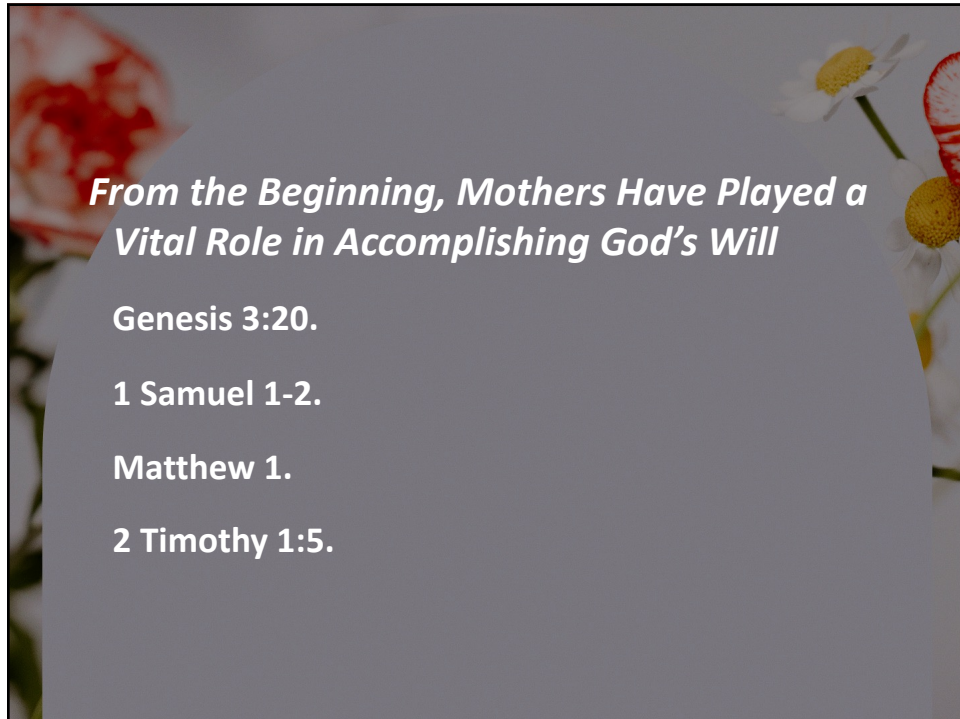 From the Beginning, Mothers Have Played a
Vital Role in Accomplishing God’s Will
Genesis 3:20.
1 Samuel 1-2.
Matthew 1.
2 Timothy 1:5.